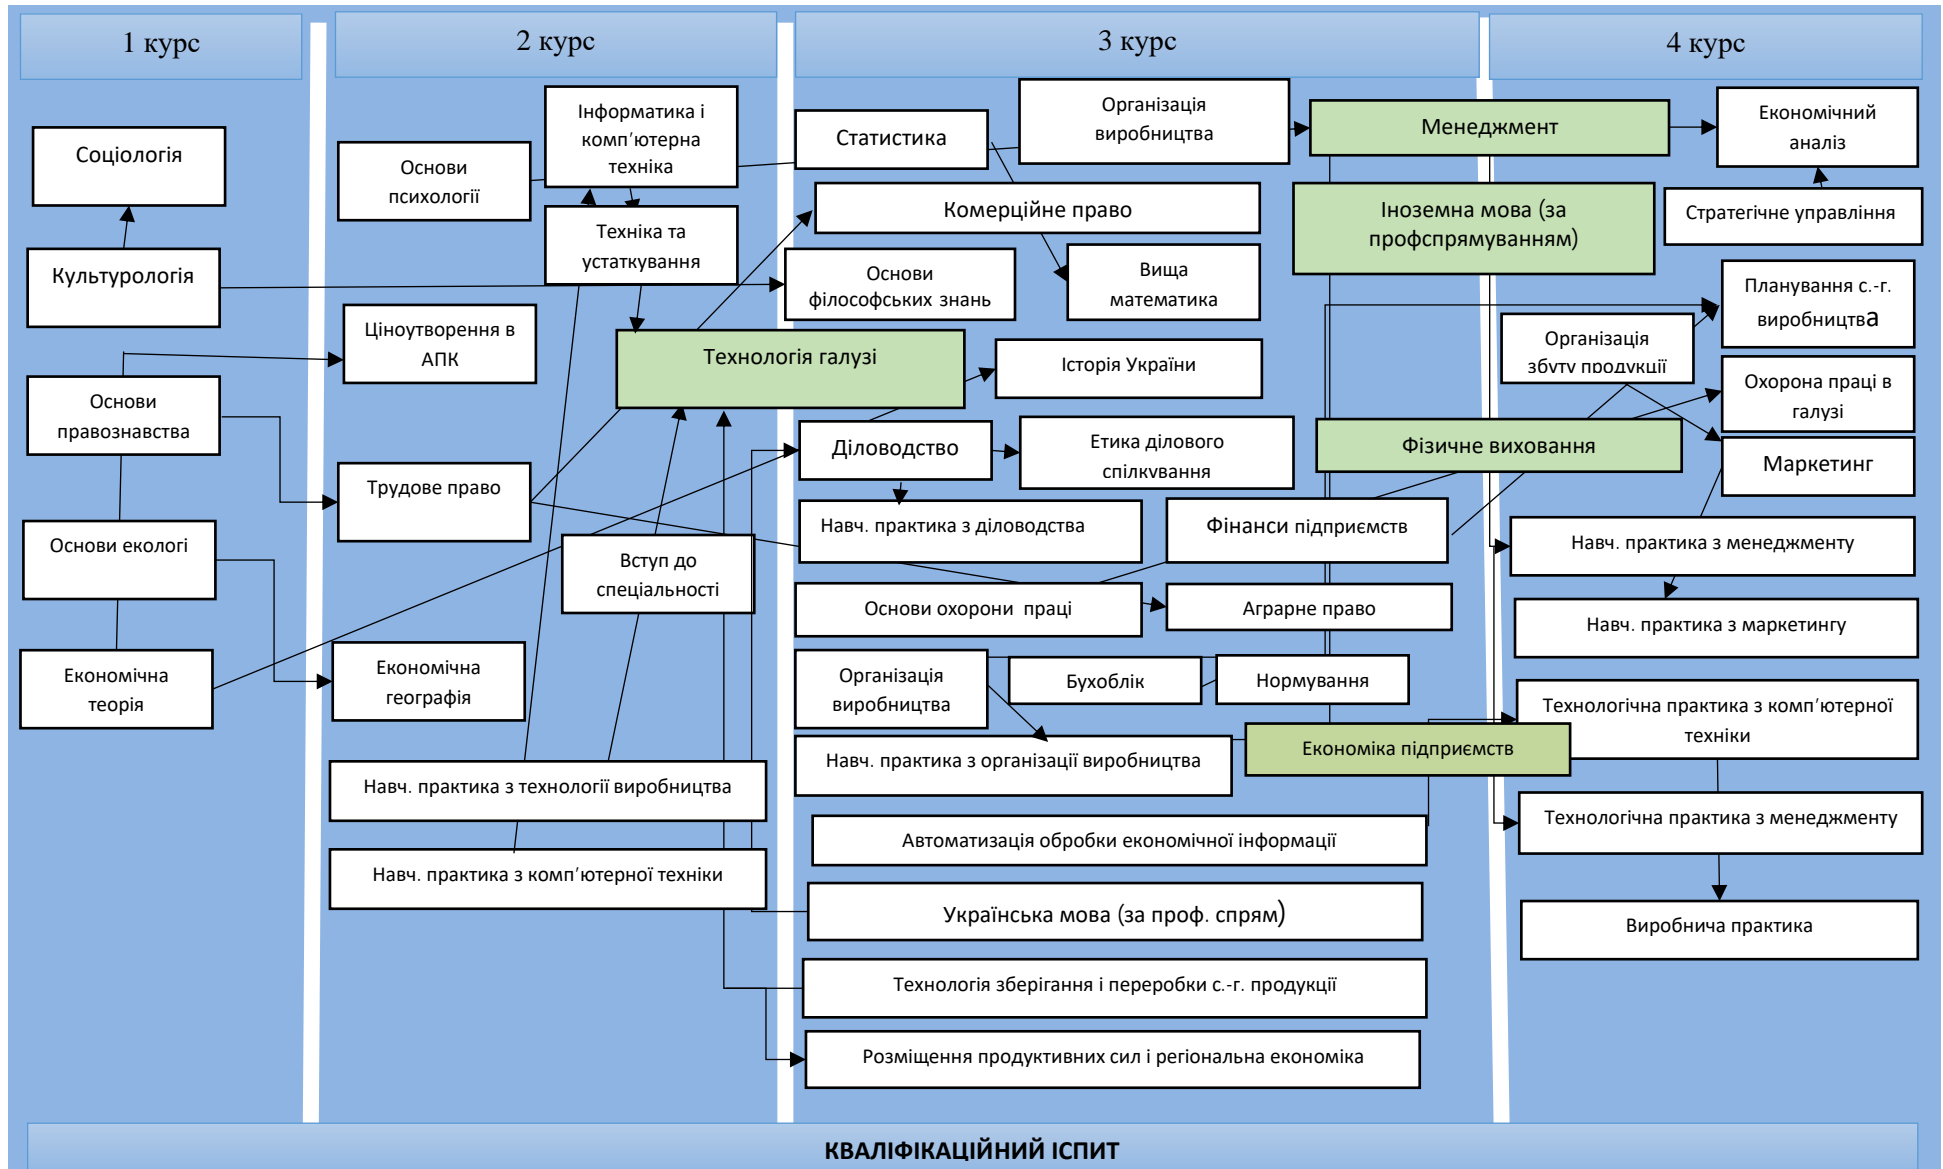 1 курс
2 курс
3 курс
4 курс
Соціологія
Культурологія
Основи
правознавства
Основи екологі
Економічна
теорія
Інформатика і
комп'ютерна
техніка
Основи
психології
Техніка та
устаткування
Ціноутворення в
АПК
Технологія галузі
Трудове право
Вступ до
спеціальності
Економічна
географія
Навч. практика з технології виробництва
Навч. практика з комп'ютерної техніки
Статистика
Організація
виробництва
Менеджмент
Комерційне право
Іноземна мова (за
профспрямуванням)
Основи
філософських знань
Вища
математика
Історія України
Діловодство
Етика ділового
спілкування
Фізичне виховання
Навч. практика з діловодства
Фінанси підприємств
Основи охорони праці
Аграрне право
Організація
виробництва
Бухоблік
Нормування
Навч. практика з організації виробництва
Економіка підприємств
Автоматизація обробки економічної інформації
Українська мова (за проф. спрям)
Технологія зберігання і переробки с.-г. продукції
Розміщення продуктивних сил і регіональна економіка
Економічний
аналіз
Стратегічне управління
Планування с.-г.
виробництва
Організація
збуту продукції
Охорона праці в
галузі
Маркетинг
Навч. практика з менеджменту
Навч. практика з маркетингу
Технологічна практика з комп'ютерної
техніки
Технологічна практика з менеджменту
Виробнича практика
КВАЛІФІКАЦІЙНИЙ ІСПИТ